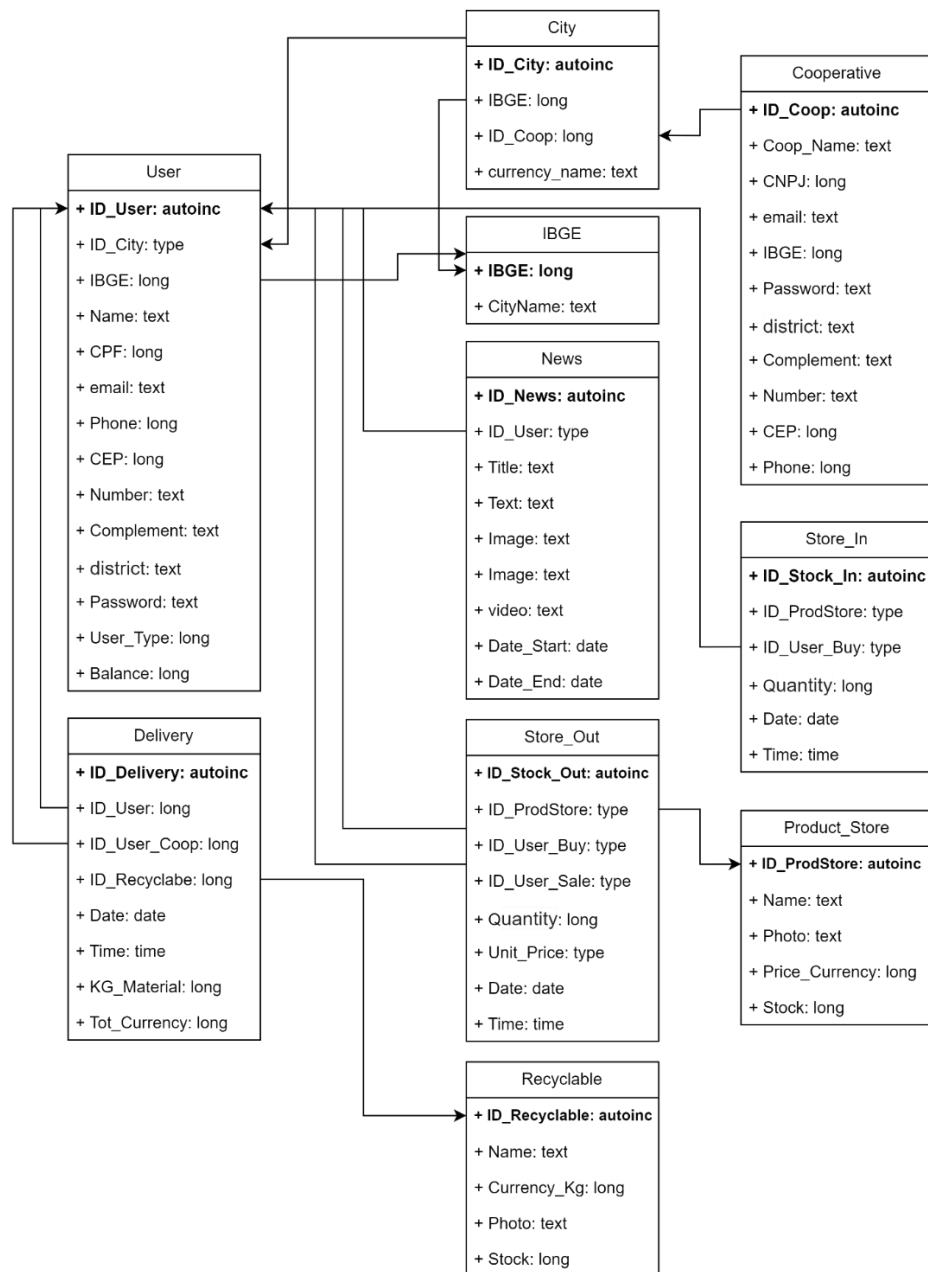 City
+ ID_City: autoinc
+ IBGE: long
+ ID_Coop: long
+ currency_name: text
Cooperative
+ ID_Coop: autoinc
+ Coop_Name: text
+ CNPJ: long
+ email: text
+ IBGE: long
+ Password: text
+ district: text
+ Complement: text
+ Number: text
+ CEP: long
+ Phone: long
User
+ ID_User: autoinc
+ ID_City: type
+ IBGE: long
+ Name: text
+ CPF: long
+ email: text
+ Phone: long
+ CEP: long
+ Number: text
+ Complement: text
+ district: text
+ Password: text
+ User_Type: long
+ Balance: long
IBGE
+ IBGE: long
+ CityName: text
News
+ ID_News: autoinc
+ ID_User: type
+ Title: text
+ Text: text
+ Image: text
+ Image: text
+ video: text
+ Date_Start: date
+ Date_End: date
Store_In
+ ID_Stock_In: autoinc
+ ID_ProdStore: type
+ ID_User_Buy: type
+ Quantity: long
+ Date: date
+ Time: time
Delivery
+ ID_Delivery: autoinc
+ ID_User: long
+ ID_User_Coop: long
+ ID_Recyclabe: long
+ Date: date
+ Time: time
+ KG_Material: long
+ Tot_Currency: long
Store_Out
+ ID_Stock_Out: autoinc
+ ID_ProdStore: type
+ ID_User_Buy: type
+ ID_User_Sale: type
+ Quantity: long
+ Unit_Price: type
+ Date: date
+ Time: time
Product_Store
+ ID_ProdStore: autoinc
+ Name: text
+ Photo: text
+ Price_Currency: long
+ Stock: long
Recyclable
+ ID_Recyclable: autoinc
+ Name: text
+ Currency_Kg: long
+ Photo: text
+ Stock: long